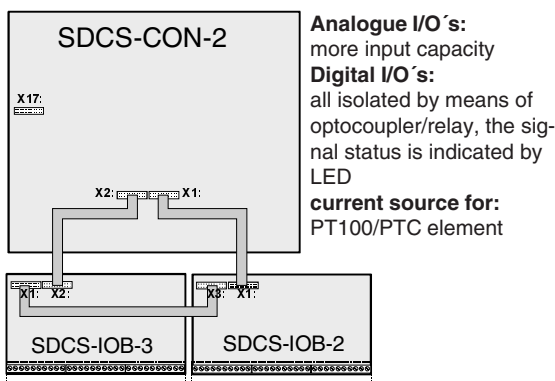 SDCS-CON-2
X17:
X2: X1:
X1: X2: X3: X1:
SDCS-IOB-3 SDCS-IOB-2
Analogue I/O´s:
more input capacity
Digital I/O´s:
all isolated by means of
optocoupler/relay, the sig-
nal status is indicated by
LED
current source for:
PT100/PTC element